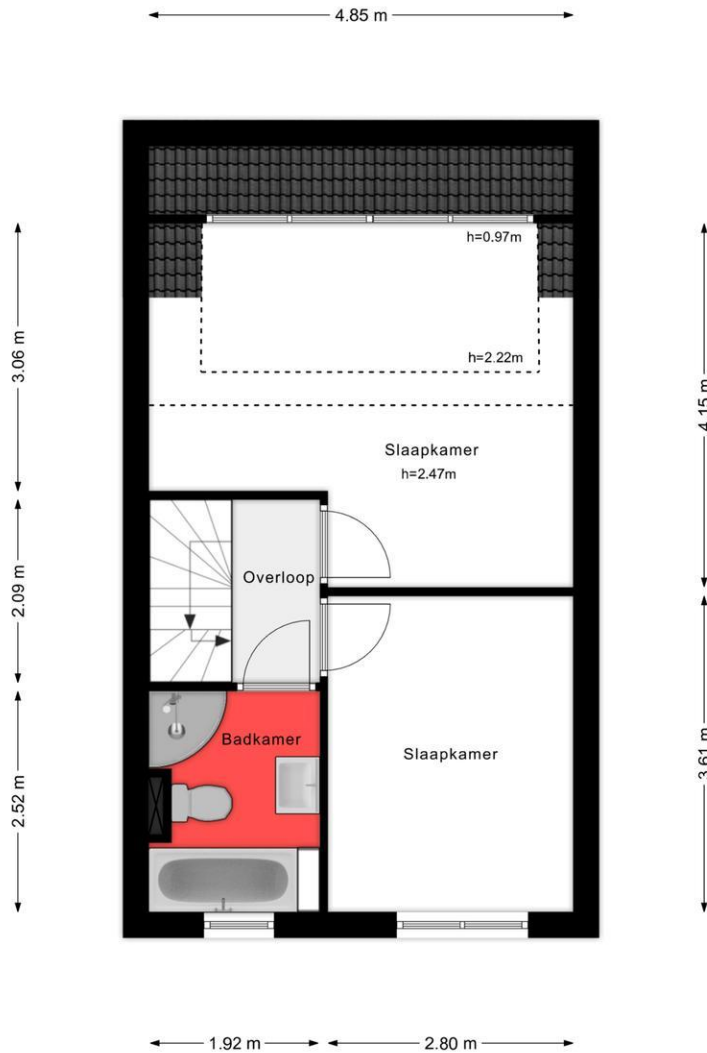 4.85 m
h=0.97m
3.06 m
h=2.22m
4.15 m
Slaapkamer
h=2.47m
Overloop
2.09 m
Badkamer
Slaapkamer
2.52 m
3.61 m
1.92 m
2.80 m